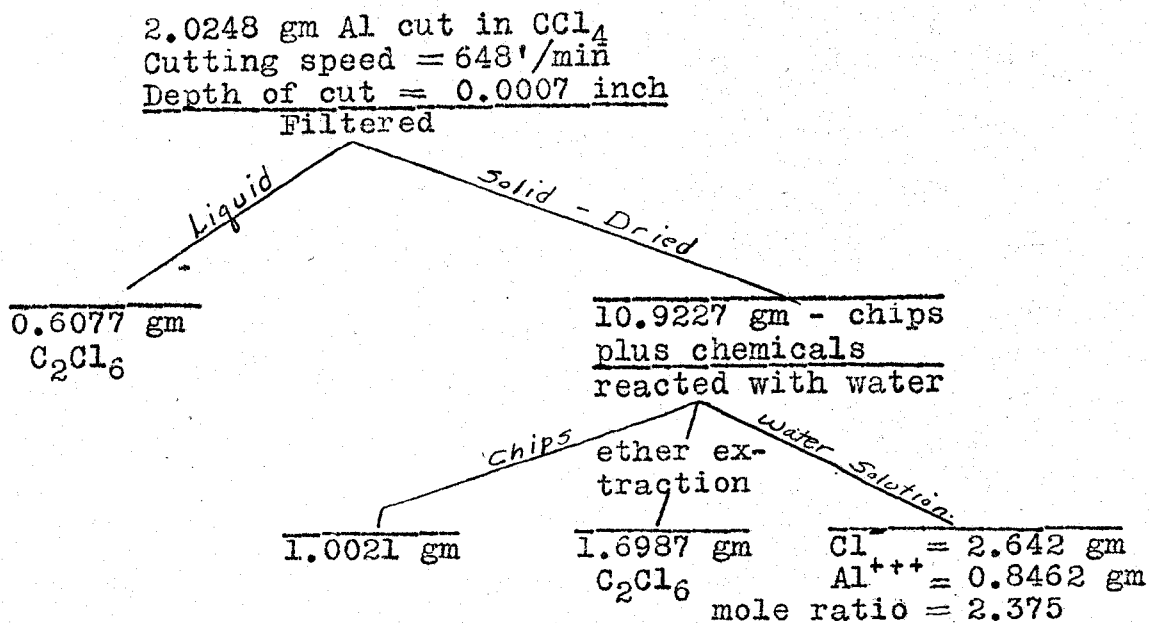 2.0248 gm Al cut in CCl4
Cutting speed = 648'/min
Depth of cut = 0.0007 inch
Filtered
Liquid
Solid - Dried
0.6077 gm
C2Cl6
10.9227 gm - chips
plus chemicals
reacted with water
Chips
ether ex-
traction
Water Solution.
1.0021 gm
1.6987 gm
C2Cl6
Cl- = 2.642 gm
Al+++ = 0.8462 gm
mole ratio = 2.375